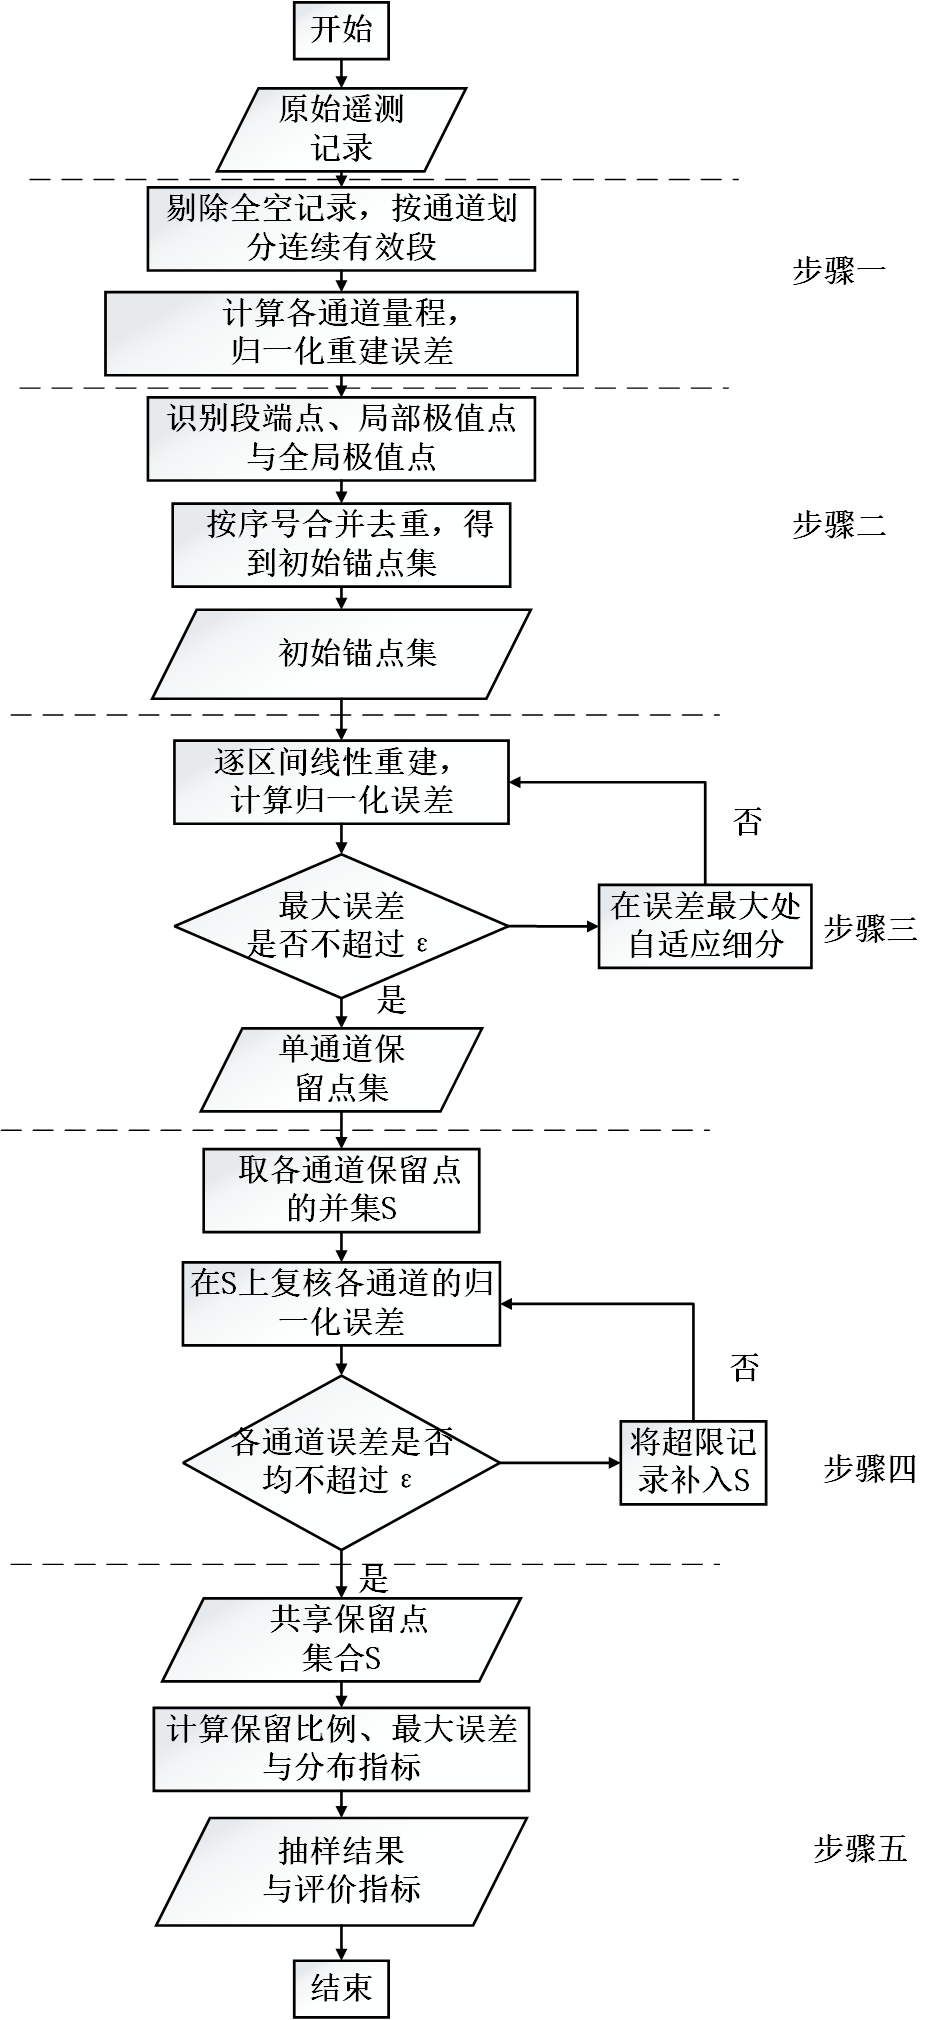 开始
原始遥测
记录
剔除全空记录，按通道划
分连续有效段
步骤一
计算各通道量程，
归一化重建误差
识别段端点、局部极值点
与全局极值点
按序号合并去重，得
到初始锚点集
步骤二
初始锚点集
逐区间线性重建，
计算归一化误差
否
最大误差
是否不超过 ε
在误差最大处
自适应细分
步骤三
是
单通道保
留点集
取各通道保留点
的并集S
在S上复核各通道的归
一化误差
否
各通道误差是否
均不超过 ε
将超限记
录补入S
步骤四
是
共享保留点
集合S
计算保留比例、最大误差
与分布指标
抽样结果
与评价指标
步骤五
结束